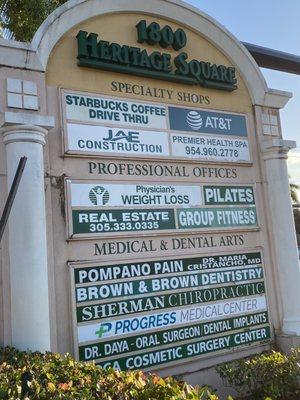 1800
Heritage Square
SPECIALTY SHOPS
STARBUCKS COFFEE
DRIVE THRU
AT&T
JAE
CONSTRUCTION
PREMIER HEALTH SPA
954.960.2778
PROFESSIONAL OFFICES
Physician's
WEIGHT LOSS
PILATES
REAL ESTATE
305.333.0335
GROUP FITNESS
MEDICAL & DENTAL ARTS
POMPANO PAIN DR. MARIA CRISTANCHO, MD
BROWN & BROWN DENTISTRY
SHERMAN CHIROPRACTIC
PROGRESS MEDICAL CENTER
DR. DAYA - ORAL SURGEON/DENTAL IMPLANTS
COSMETIC SURGERY CENTER